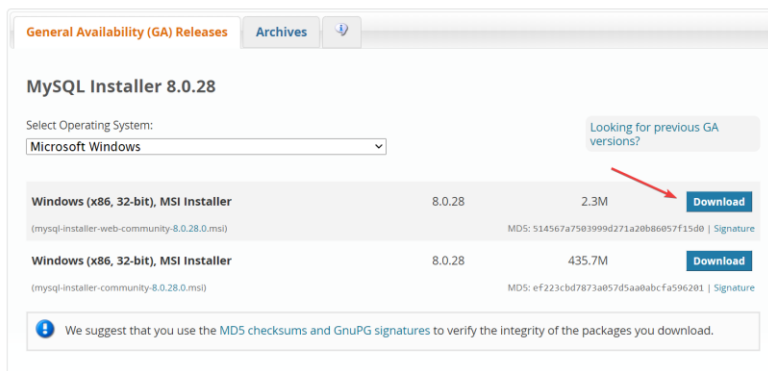 General Availability (GA) Releases Archives
MySQL Installer 8.0.28
Select Operating System:
Microsoft Windows
Looking for previous GA
versions?
Windows (x86, 32-bit), MSI Installer 8.0.28 2.3M Download
(mysql-installer-web-community-8.0.28.0.msi) MD5: 514567a7503999d271a20b86057f15d0 | Signature
Windows (x86, 32-bit), MSI Installer 8.0.28 435.7M Download
(mysql-installer-community-8.0.28.0.msi) MD5: ef223cbd7873a057d5aa0abcfa596201 | Signature
We suggest that you use the MD5 checksums and GnuPG signatures to verify the integrity of the packages you download.